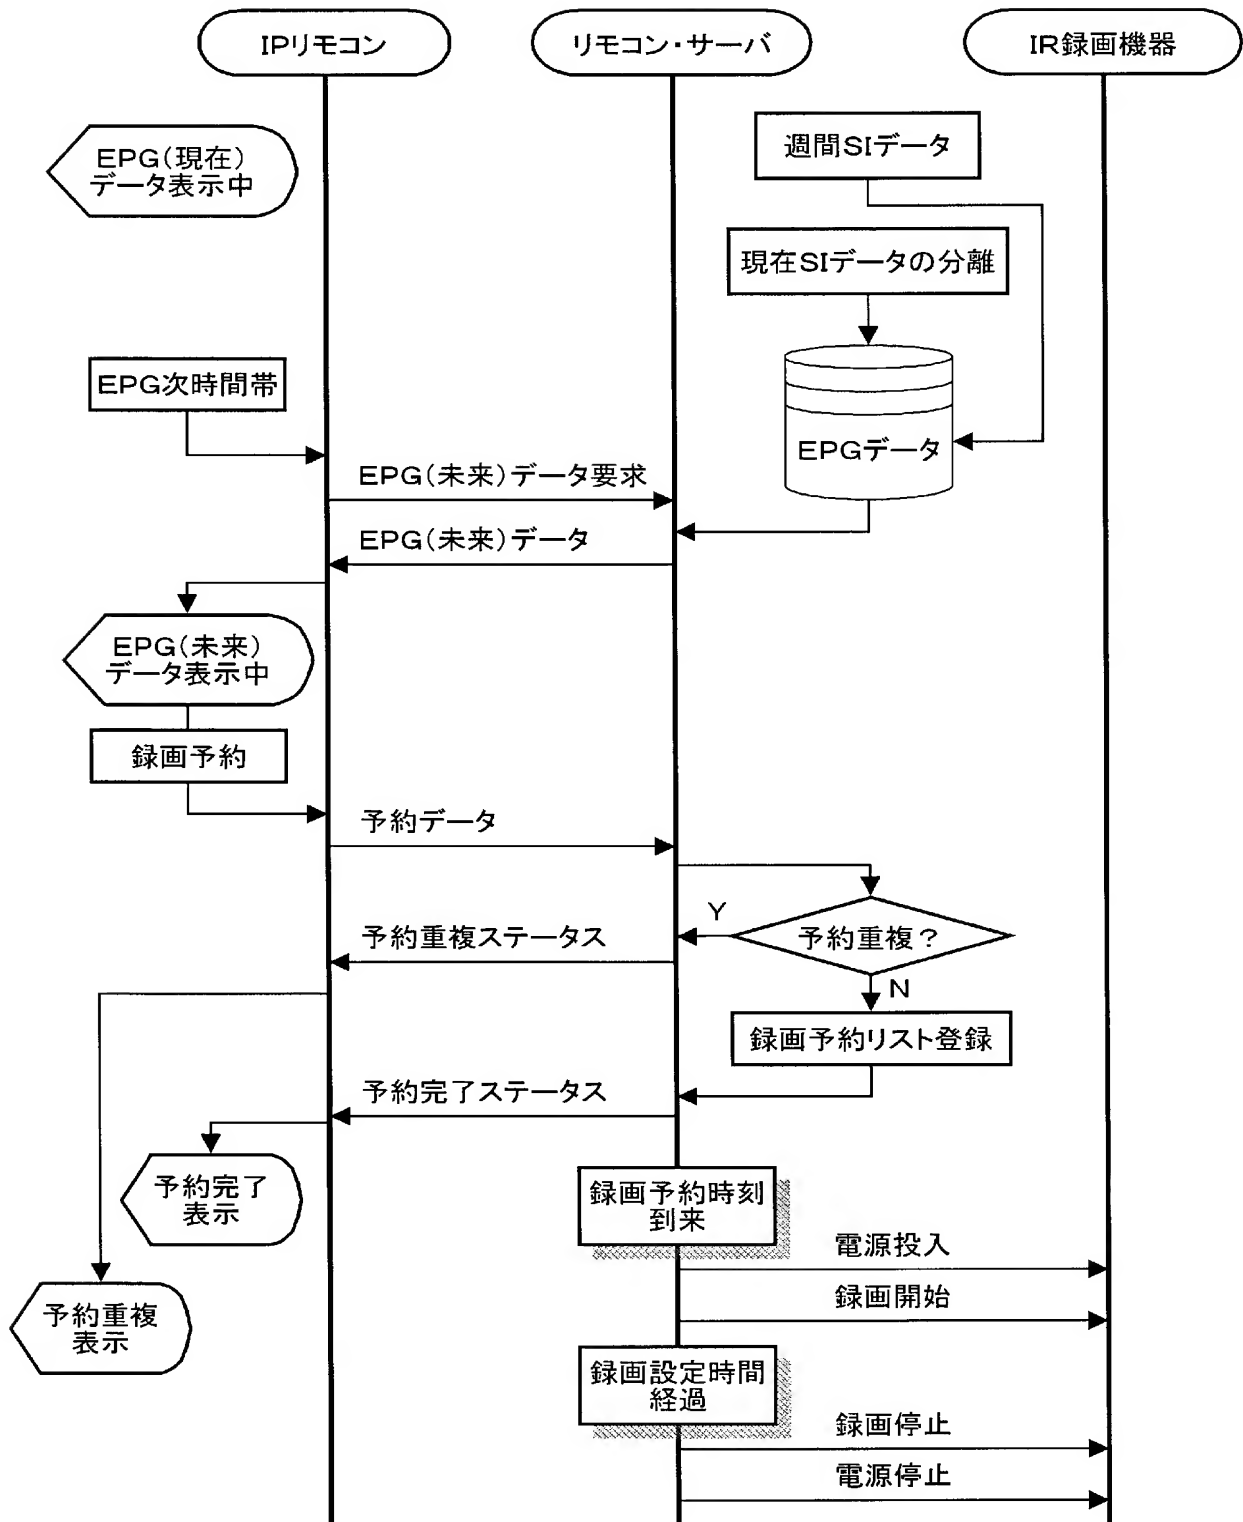 IPリモコン
リモコン・サーバ
IR録画機器
EPG(現在)
データ表示中
週間SIデータ
現在SIデータの分離
EPG次時間帯
EPGデータ
EPG(未来)データ要求
EPG(未来)データ
EPG(未来)
データ表示中
録画予約
予約データ
Y
予約重複?
予約重複ステータス
N
録画予約リスト登録
予約完了ステータス
予約完了
表示
録画予約時刻
到来
電源投入
録画開始
予約重複
表示
録画設定時間
経過
録画停止
電源停止